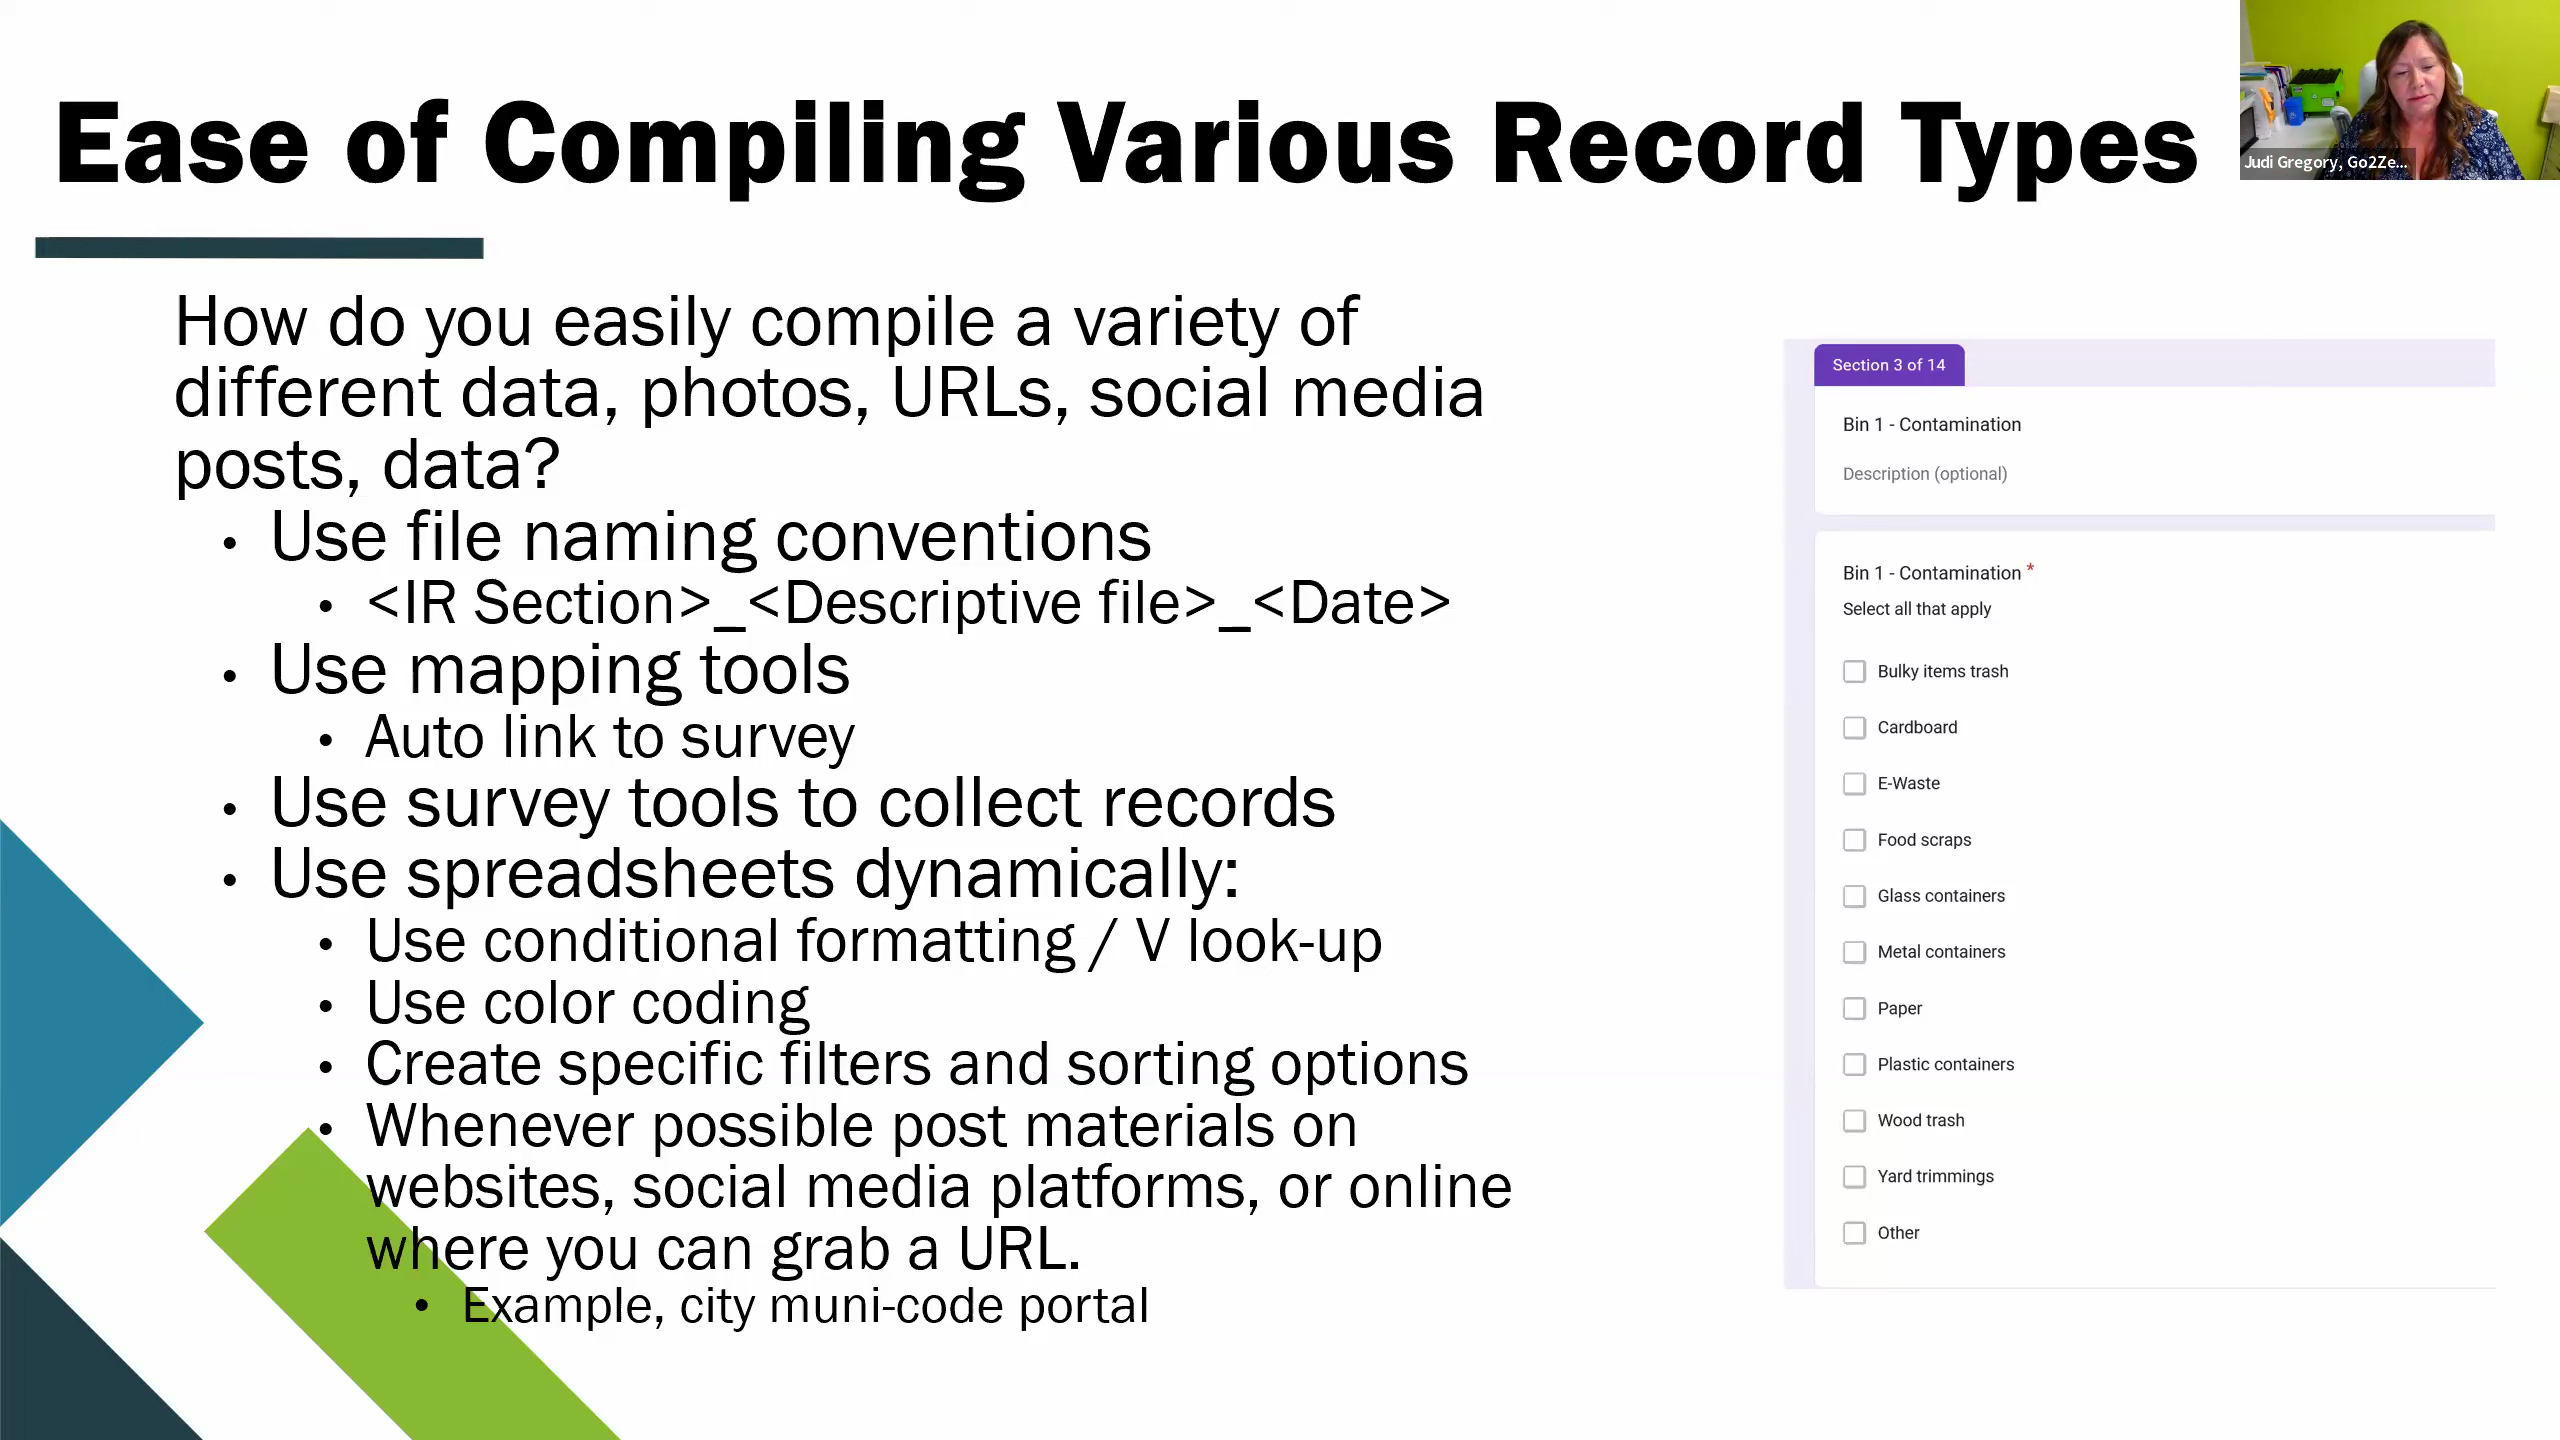 Ease of Compiling Various Record Types
Judi Gregory, Go2Ze...
How do you easily compile a variety of
different data, photos, URLs, social media
posts, data?
• Use file naming conventions
• <IR Section>_<Descriptive file>_<Date>
• Use mapping tools
• Auto link to survey
• Use survey tools to collect records
• Use spreadsheets dynamically:
• Use conditional formatting / V look-up
• Use color coding
• Create specific filters and sorting options
• Whenever possible post materials on
websites, social media platforms, or online
where you can grab a URL.
• Example, city muni-code portal
Section 3 of 14
Bin 1 - Contamination
Description (optional)
Bin 1 - Contamination *
Select all that apply
Bulky items trash
Cardboard
E-Waste
Food scraps
Glass containers
Metal containers
Paper
Plastic containers
Wood trash
Yard trimmings
Other